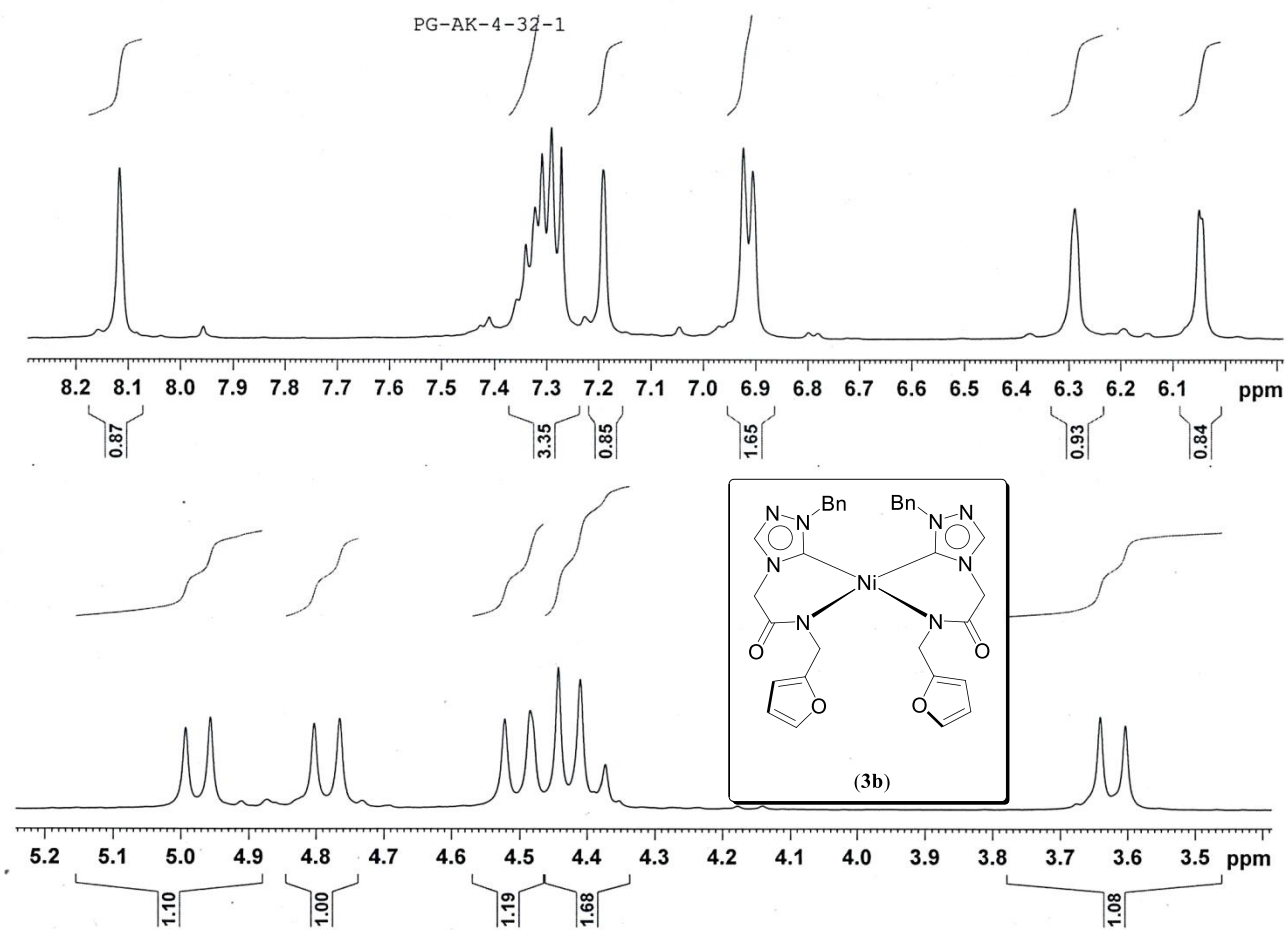 PG-AK-4-32-1
8.2 8.1 8.0 7.9 7.8 7.7 7.6 7.5 7.4 7.3 7.2 7.1 7.0 6.9 6.8 6.7 6.6 6.5 6.4 6.3 6.2 6.1 ppm
0.87 3.35 0.85 1.65 0.93 0.84
N N Bn Bn N N
N N
Ni
N N
O O
O O
(3b)
5.2 5.1 5.0 4.9 4.8 4.7 4.6 4.5 4.4 4.3 4.2 4.1 4.0 3.9 3.8 3.7 3.6 3.5 ppm
1.10 1.00 1.19 1.68 1.08